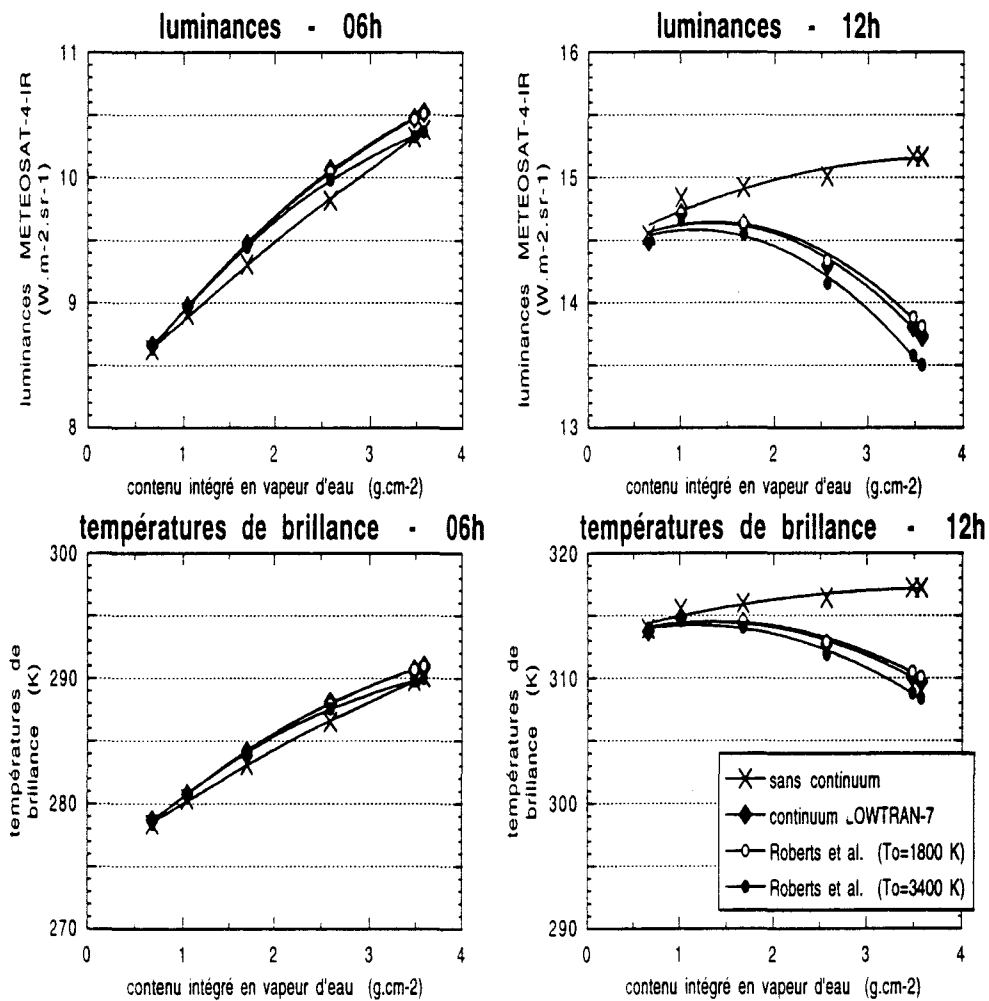 luminances - 06h
luminances METEOSAT-4-IR
(W.m-2.sr-1)
11
10
9
8
0 1 2 3 4
contenu intégré en vapeur d'eau (g.cm-2)
luminances - 12h
luminances METEOSAT-4-IR
(W.m-2.sr-1)
16
15
14
13
0 1 2 3 4
contenu intégré en vapeur d'eau (g.cm-2)
températures de brillance - 06h
températures de
brillance (K)
300
290
280
270
0 1 2 3 4
contenu intégré en vapeur d'eau (g.cm-2)
températures de brillance - 12h
températures de
brillance (K)
320
310
300
290
0 1 2 3 4
contenu intégré en vapeur d'eau (g.cm-2)
sans continuum
continuum LOWTRAN-7
Roberts et al. (To=1800 K)
Roberts et al. (To=3400 K)